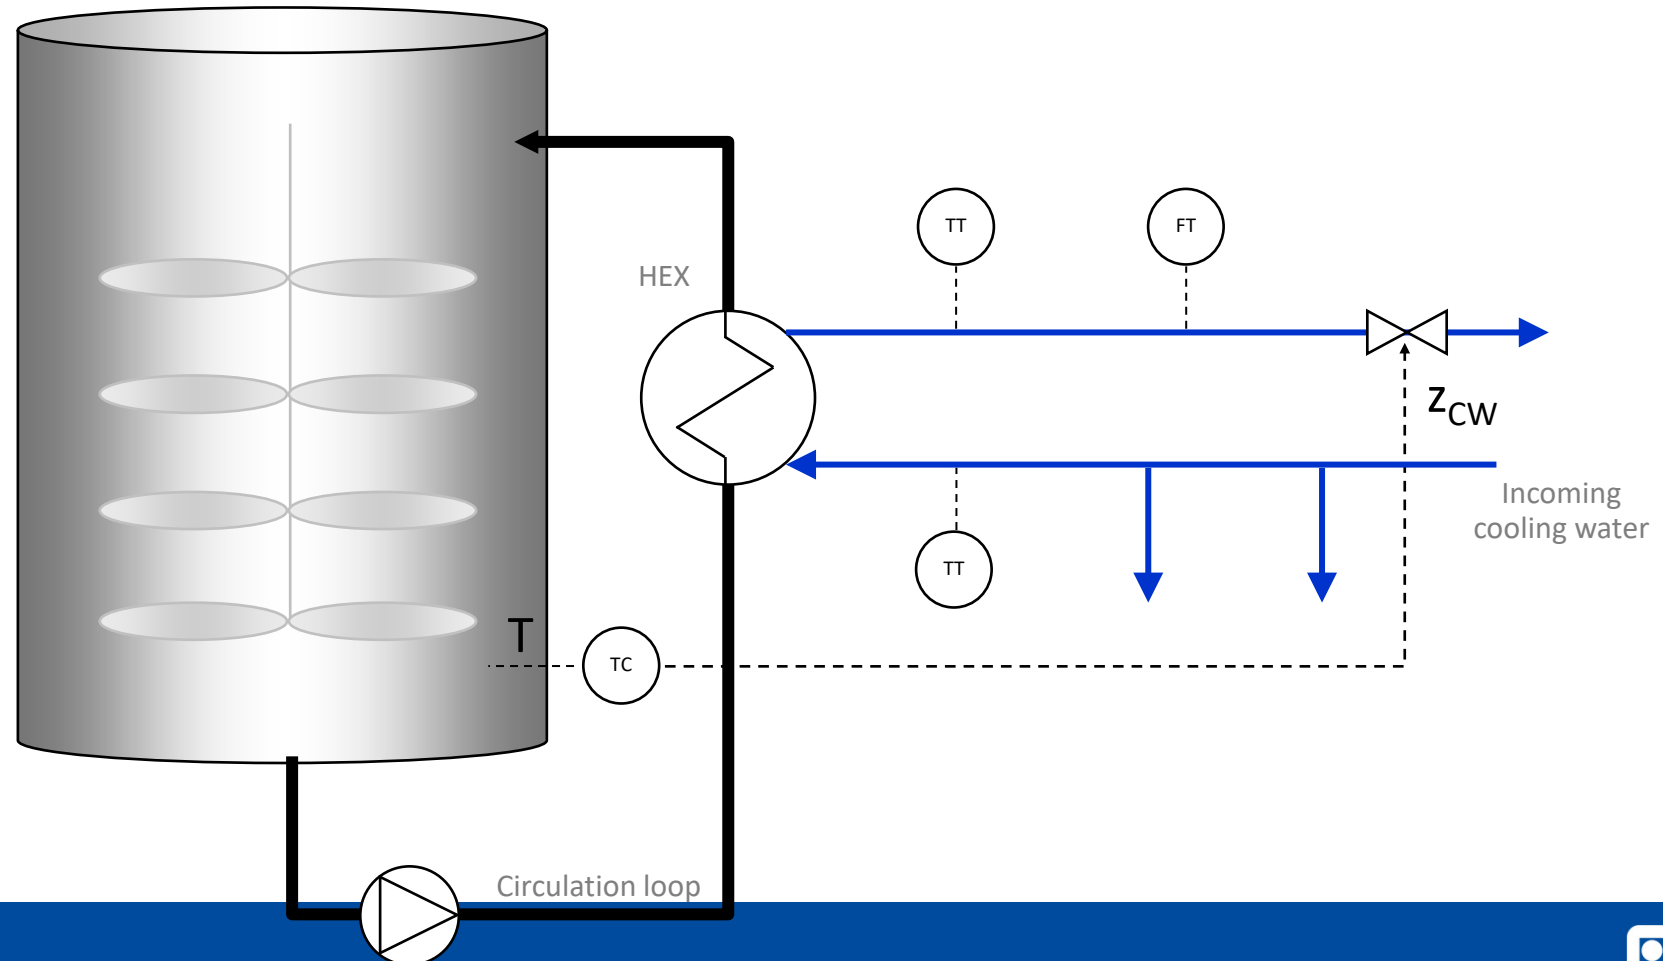 TT
FT
HEX
zCW
Incoming
cooling water
TT
T
TC
Circulation loop